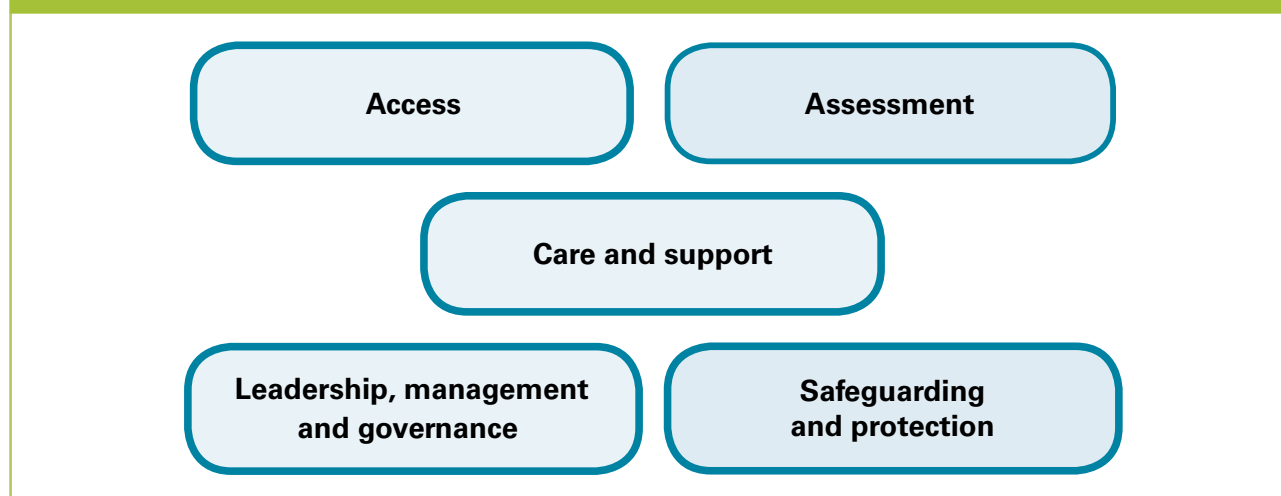 Access
Assessment
Care and support
Leadership, management
and governance
Safeguarding
and protection